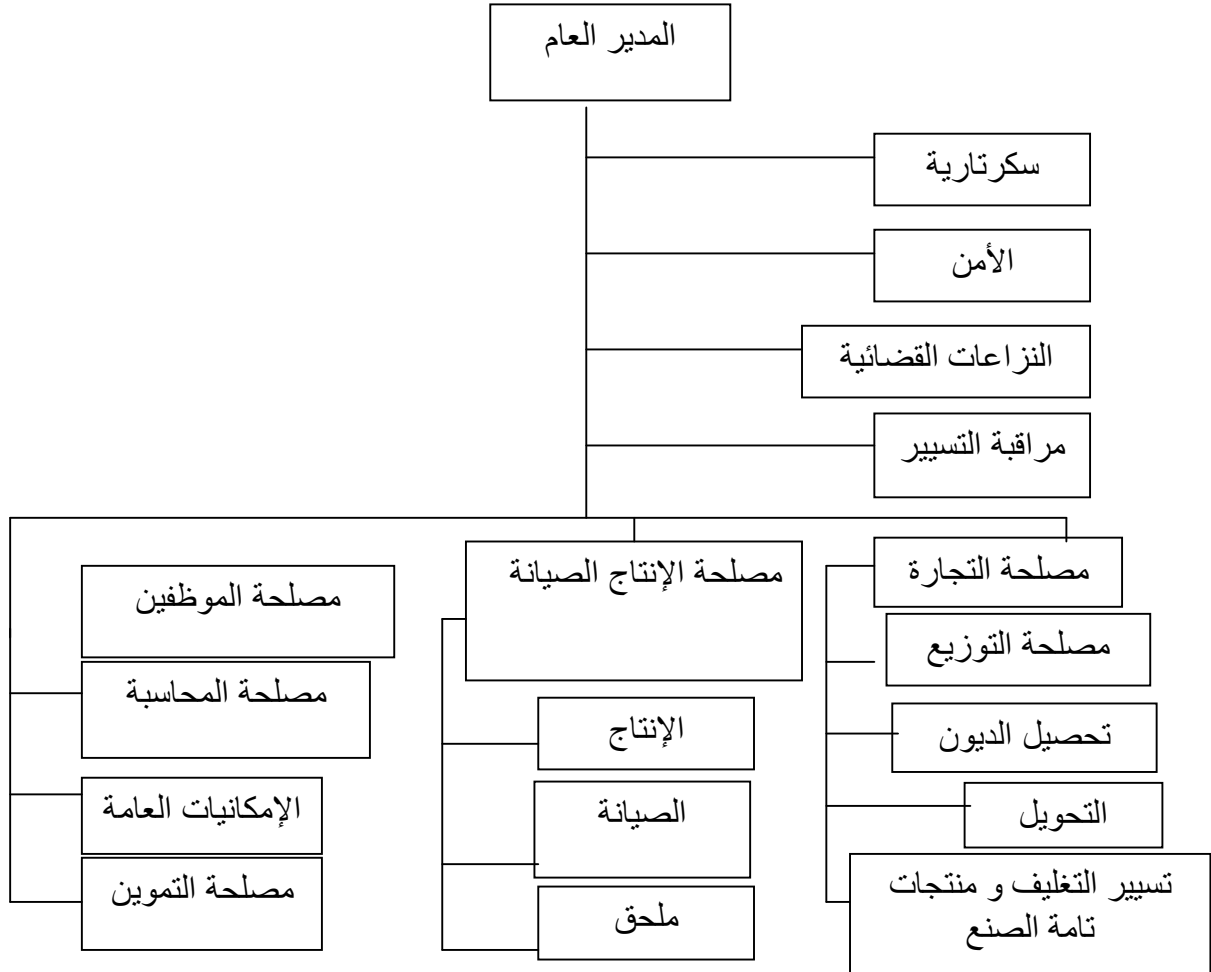 المدير العام
سكرتارية
الأمن
النزاعات القضائية
مراقبة التسيير
مصلحة التجارة
مصلحة التوزيع
تحصيل الديون
التحويل
تسيير التغليف و منتجات
تامة الصنع
مصلحة الإنتاج الصيانة
الإنتاج
الصيانة
ملحق
مصلحة الموظفين
مصلحة المحاسبة
الإمكانيات العامة
مصلحة التموين